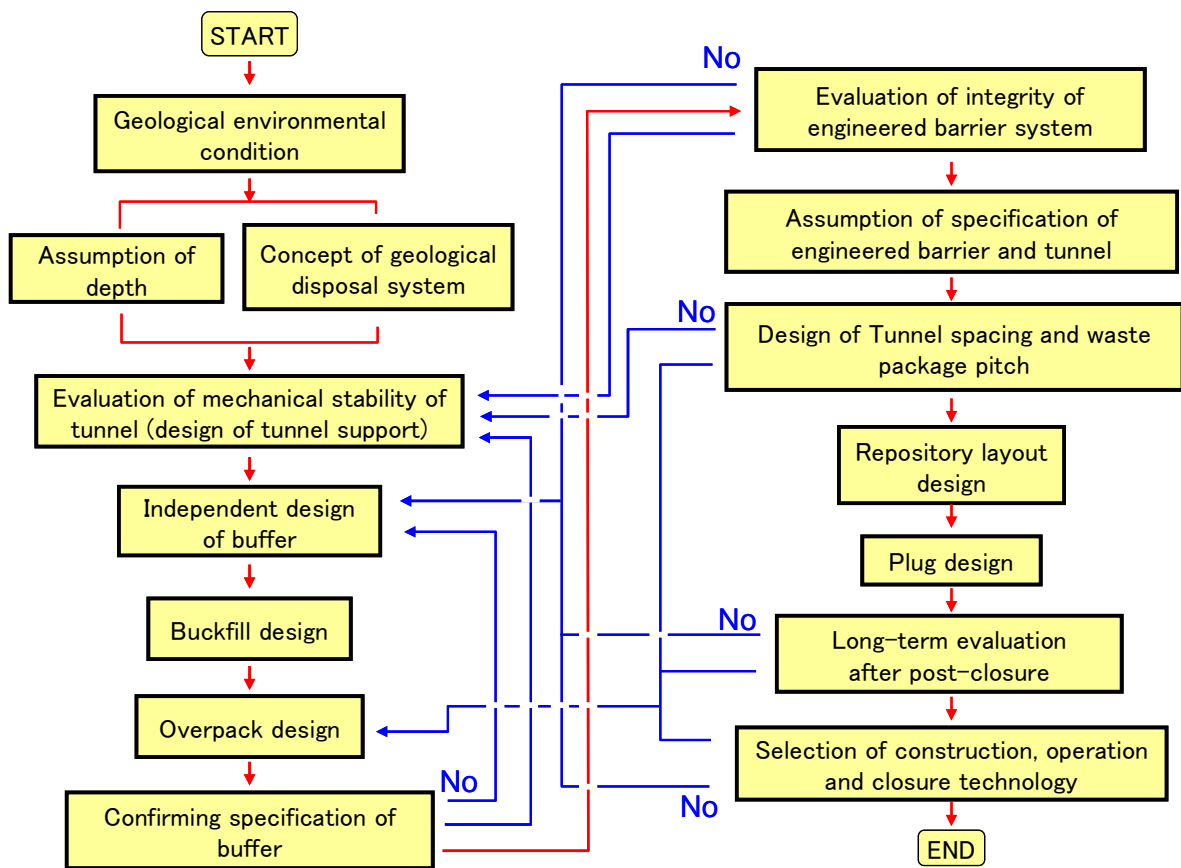 START
Geological environmental
condition
Assumption of
depth
Concept of geological
disposal system
Evaluation of mechanical stability of
tunnel (design of tunnel support)
Independent design
of buffer
Buckfill design
Overpack design
No
Confirming specification of
buffer
No
Evaluation of integrity of
engineered barrier system
Assumption of specification of
engineered barrier and tunnel
No
Design of Tunnel spacing and waste
package pitch
Repository layout
design
Plug design
No
Long-term evaluation
after post-closure
Selection of construction, operation
and closure technology
No
END